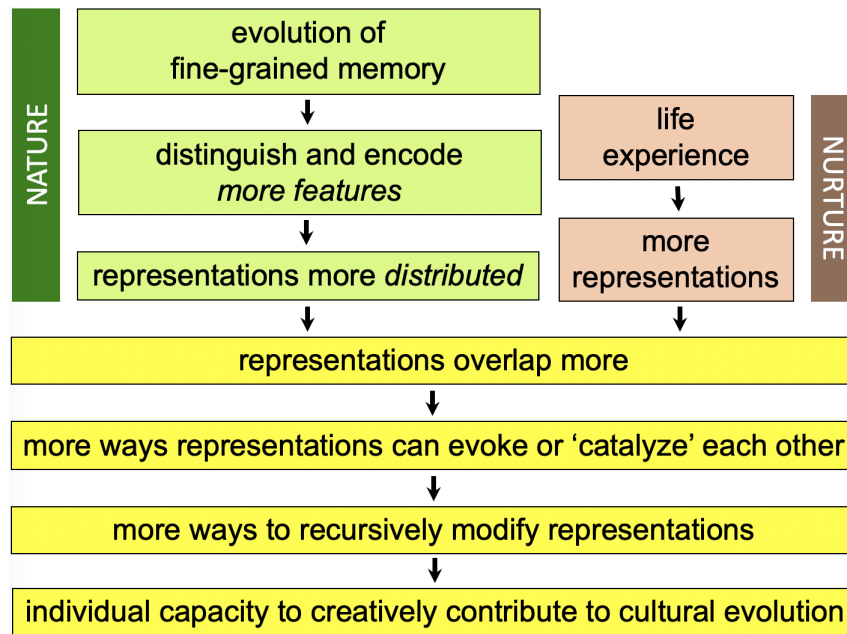 NATURE
evolution of
fine-grained memory
distinguish and encode
more features
representations more distributed
life
experience
more
representations
NURTURE
representations overlap more
more ways representations can evoke or ‘catalyze’ each other
more ways to recursively modify representations
individual capacity to creatively contribute to cultural evolution